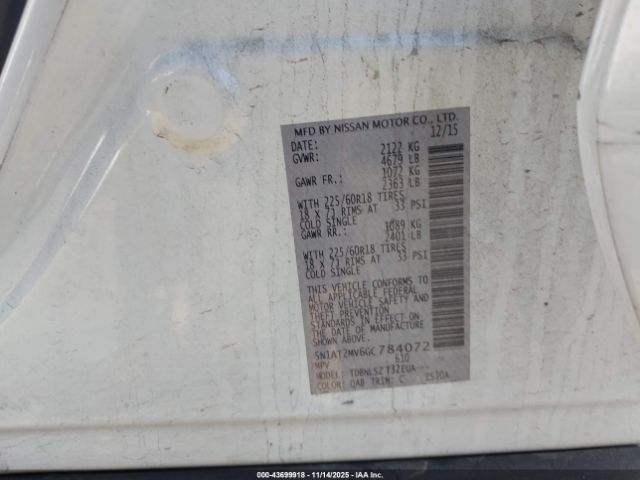 MFD BY NISSAN MOTOR CO., LTD.
DATE: 12/15
GVWR: 2122 KG
4679 LB
GAWR FR.: 1072 KG
2363 LB
WITH 225/60R18 TIRES
18 X 7J RIMS AT 33 PSI
COLD SINGLE
GAWR RR.: 1089 KG
2401 LB
WITH 225/60R18 TIRES
18 X 7J RIMS AT 33 PSI
COLD SINGLE
THIS VEHICLE CONFORMS TO
ALL APPLICABLE FEDERAL
MOTOR VEHICLE SAFETY AND
THEFT PREVENTION
STANDARDS IN EFFECT ON
THE DATE OF MANUFACTURE
SHOWN ABOVE.
5N1AT2MV6GC784072
MPV 610
MODEL:
COLOR: QAB TRIM: C
000-43699918 | 11/14/2025 - IAA Inc.